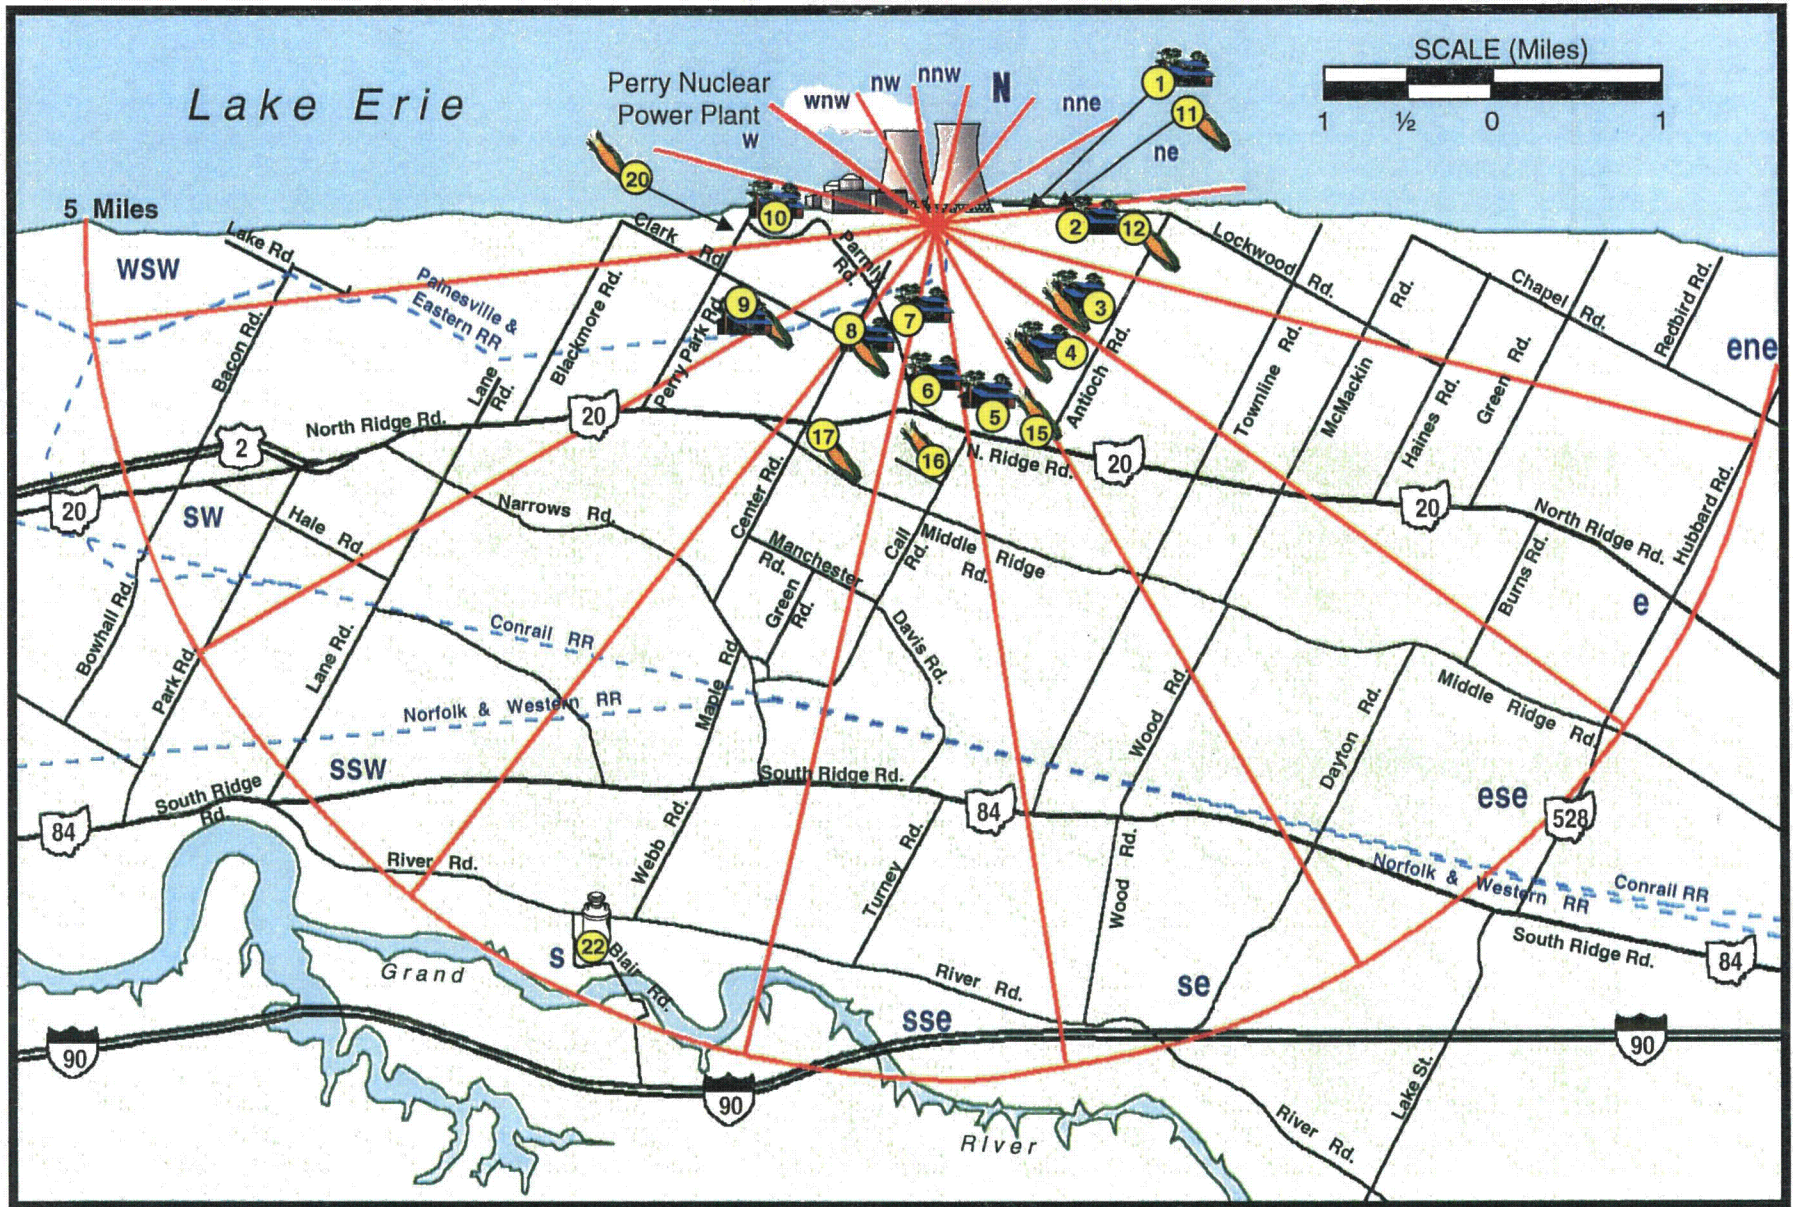 SCALE (Miles)
1 ½ 0 1
Lake Erie
Perry Nuclear
Power Plant
w
wnw
nw
nnw
N
nne
ne
1
11
20
10
2
12
5 Miles
WSW
Lake Rd.
Clark Rd.
Parmly
Rd.
Lockwood Rd.
Chapel Rd.
Redbird Rd.
ene
Painesville &
Eastern RR
Bacon Rd.
Blackmore Rd.
Perry Park Rd.
Lane
Rd.
9
8
7
3
4
6
5
15
Antioch Rd.
Townline Rd.
McMackin Rd.
Haines Rd.
Green Rd.
North Ridge Rd.
20
2
20
17
16
N. Ridge Rd.
20
20
North Ridge Rd.
Hubbard Rd.
SW
Hale Rd.
Narrows Rd.
Center Rd.
Manchester
Rd.
Green
Rd.
Call
Rd.
Middle Ridge
Rd.
Burns Rd.
e
Bowhall Rd.
Park Rd.
Lane Rd.
Conrail RR
Davis Rd.
Maple Rd.
Norfolk & Western RR
Wood Rd.
Dayton Rd.
Middle Ridge Rd.
SSW
South Ridge
Rd.
84
South Ridge Rd.
84
ese
528
River Rd.
Webb Rd.
Turney Rd.
Wood Rd.
Norfolk & Western RR
Conrail RR
South Ridge Rd.
84
22
S
Blair Rd.
Grand
River Rd.
se
sse
90
90
90
River
River Rd.
Lake St.